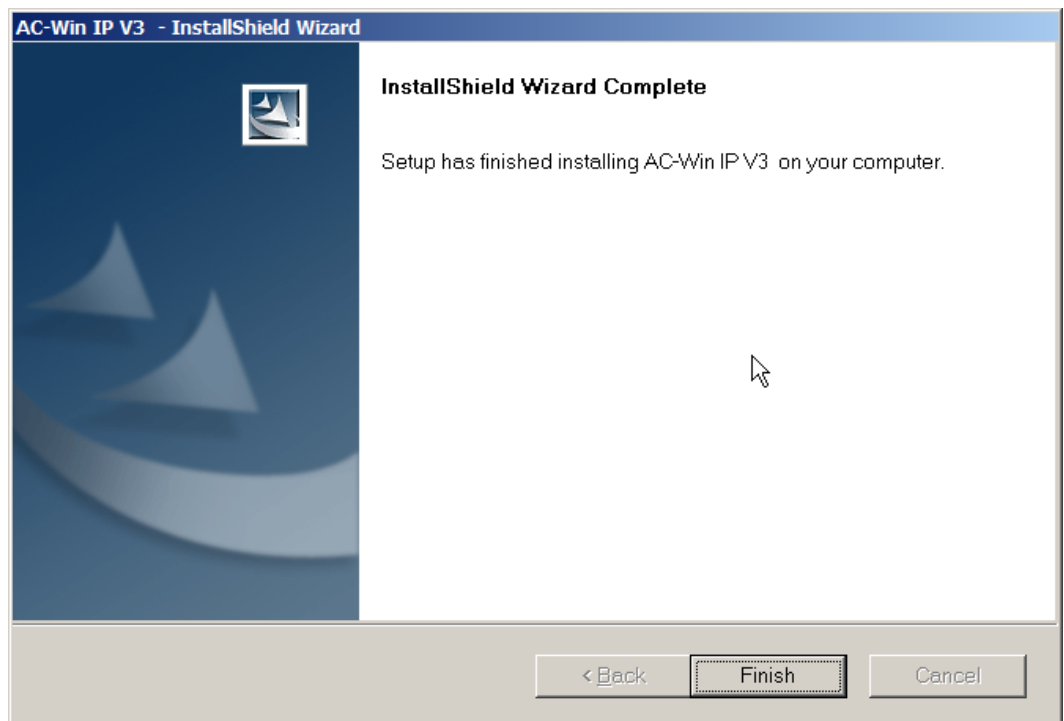 AC-Win IP V3 - InstallShield Wizard
InstallShield Wizard Complete
Setup has finished installing AC-Win IP V3 on your computer.
< Back Finish Cancel